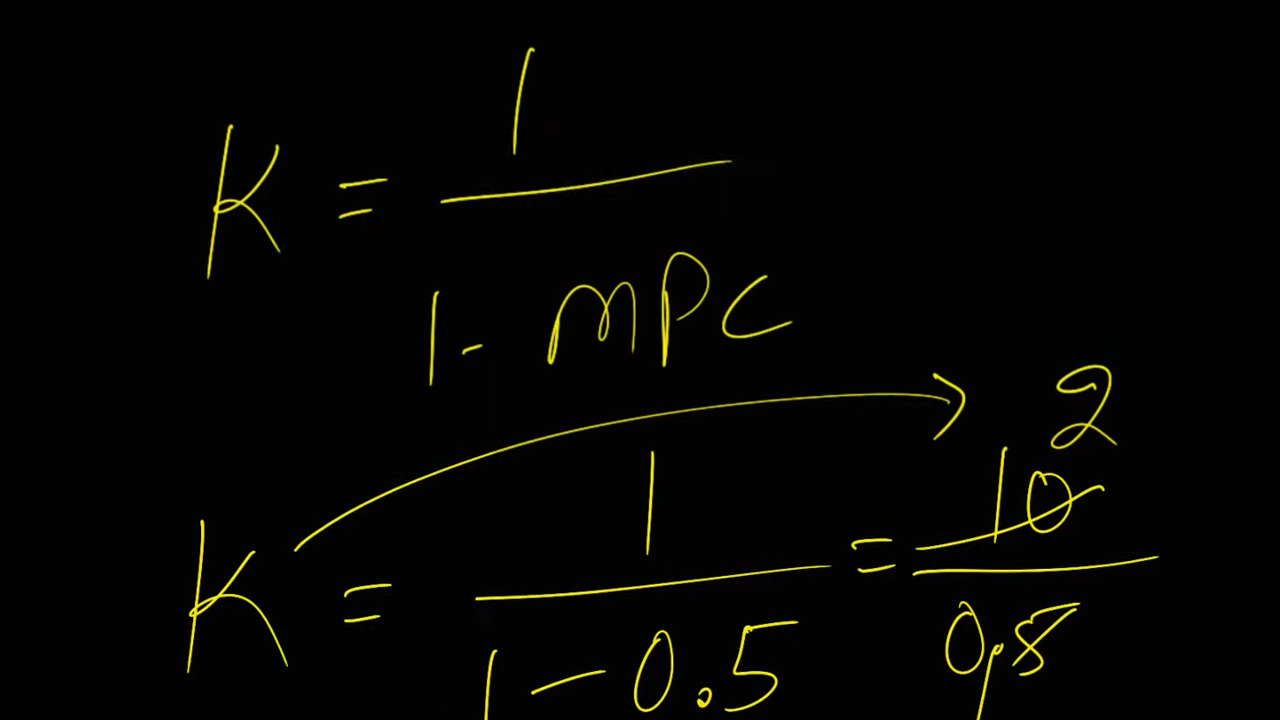 K = 1 / 1 - MPC
2
K = 1 / 1 - 0.5 = 10 / 0.5